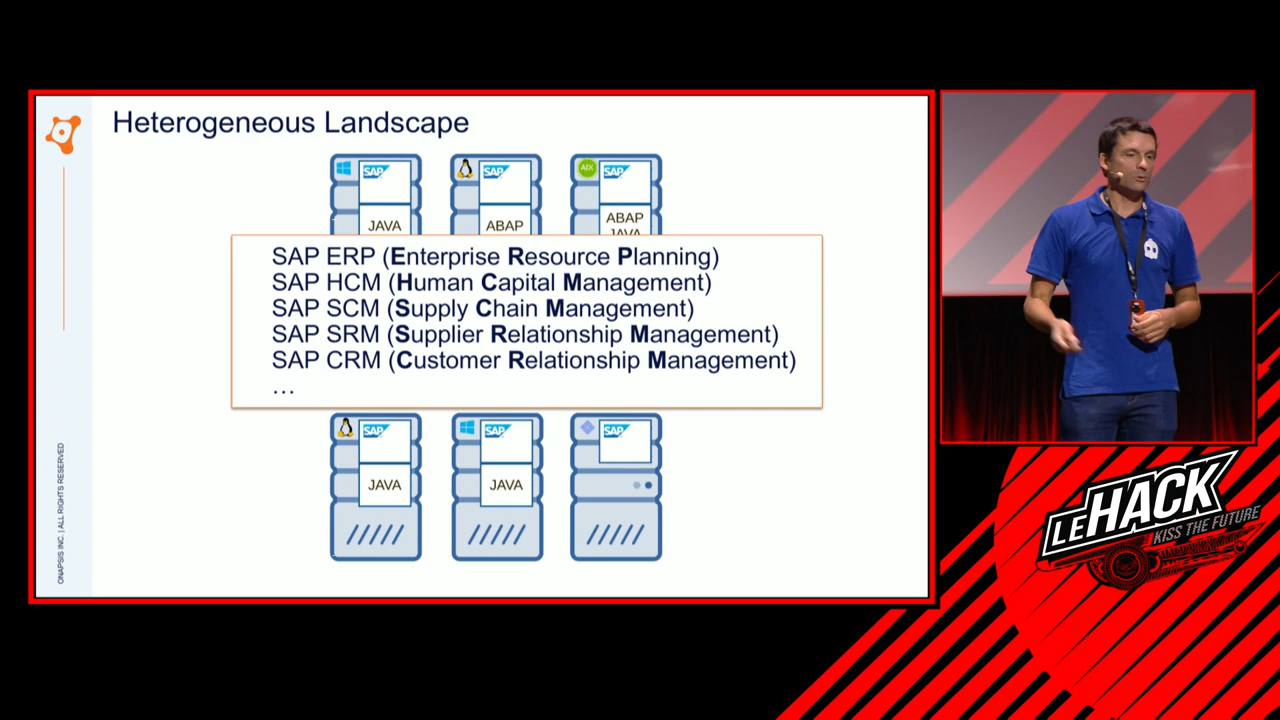 Heterogeneous Landscape
SAP
SAP
AIX
SAP
JAVA
ABAP
ABAP
JAVA
SAP ERP (Enterprise Resource Planning)
SAP HCM (Human Capital Management)
SAP SCM (Supply Chain Management)
SAP SRM (Supplier Relationship Management)
SAP CRM (Customer Relationship Management)
…
SAP
SAP
SAP
JAVA
JAVA
ONAPSIS INC. | ALL RIGHTS RESERVED
LEHACK
KISS THE FUTURE